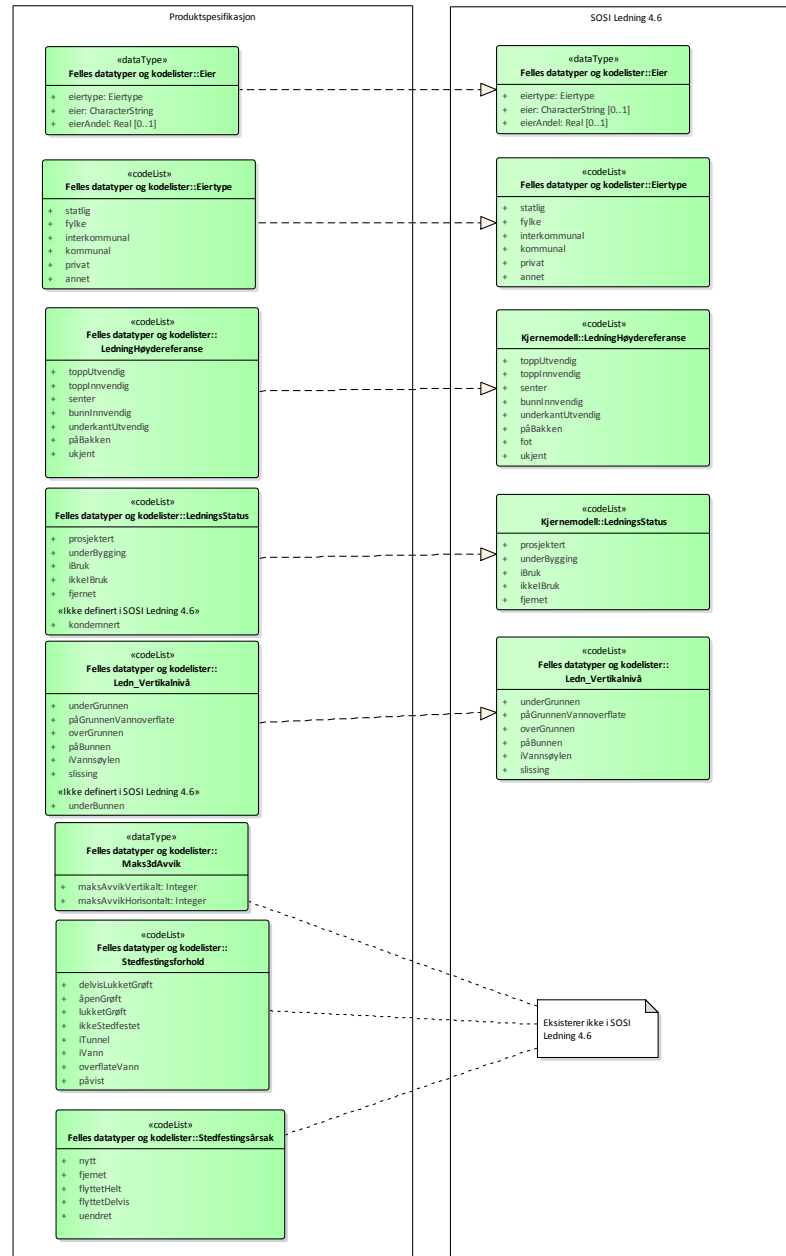 Produktspesifikasjon
«dataType»
Felles datatyper og kodelister::Eier
+ eiertype: Eiertype
+ eier: CharacterString
+ eierAndel: Real [0..1]
«codeList»
Felles datatyper og kodelister::Eiertype
+ statlig
+ fylke
+ interkommunal
+ kommunal
+ privat
+ annet
«codeList»
Felles datatyper og kodelister::
LedningHøydereferanse
+ toppUtvendig
+ toppInnvendig
+ senter
+ bunnInnvendig
+ underkantUtvendig
+ påBakken
+ ukjent
«codeList»
Felles datatyper og kodelister::LedningsStatus
+ prosjektert
+ underBygging
+ iBruk
+ ikkeIBruk
+ fjernet
«Ikke definert i SOSI Ledning 4.6»
+ kondemnert
«codeList»
Felles datatyper og kodelister::
Ledn_Vertikalnivå
+ underGrunnen
+ påGrunnenVannoverflate
+ overGrunnen
+ påBunnen
+ iVannsøylen
+ slissing
«Ikke definert i SOSI Ledning 4.6»
+ underBunnen
«dataType»
Felles datatyper og kodelister::
Maks3dAvvik
+ maksAvvikVertikalt: Integer
+ maksAvvikHorisontalt: Integer
«codeList»
Felles datatyper og kodelister::
Stedfestingsforhold
+ delvisLukketGrøft
+ åpenGrøft
+ lukketGrøft
+ ikkeStedfestet
+ iTunnel
+ iVann
+ overflateVann
+ påvist
«codeList»
Felles datatyper og kodelister::Stedfestingsårsak
+ nytt
+ fjernet
+ flyttetHelt
+ flyttetDelvis
+ uendret
SOSI Ledning 4.6
«dataType»
Felles datatyper og kodelister::Eier
+ eiertype: Eiertype
+ eier: CharacterString [0..1]
+ eierAndel: Real [0..1]
«codeList»
Felles datatyper og kodelister::Eiertype
+ statlig
+ fylke
+ interkommunal
+ kommunal
+ privat
+ annet
«codeList»
Kjernemodell::LedningHøydereferanse
+ toppUtvendig
+ toppInnvendig
+ senter
+ bunnInnvendig
+ underkantUtvendig
+ påBakken
+ fot
+ ukjent
«codeList»
Kjernemodell::LedningsStatus
+ prosjektert
+ underBygging
+ iBruk
+ ikkeIBruk
+ fjernet
«codeList»
Felles datatyper og kodelister::
Ledn_Vertikalnivå
+ underGrunnen
+ påGrunnenVannoverflate
+ overGrunnen
+ påBunnen
+ iVannsøylen
+ slissing
Eksisterer ikke i SOSI
Ledning 4.6